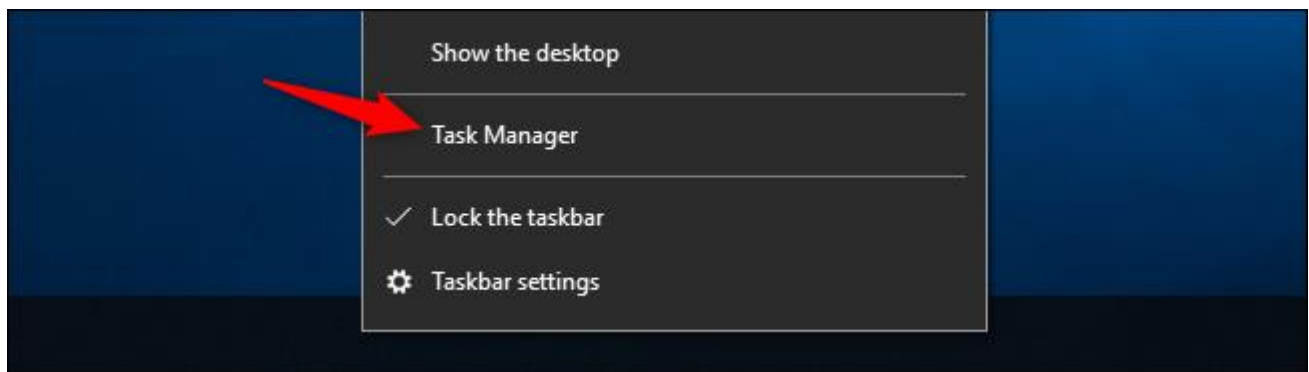 Show the desktop
Task Manager
Lock the taskbar
Taskbar settings